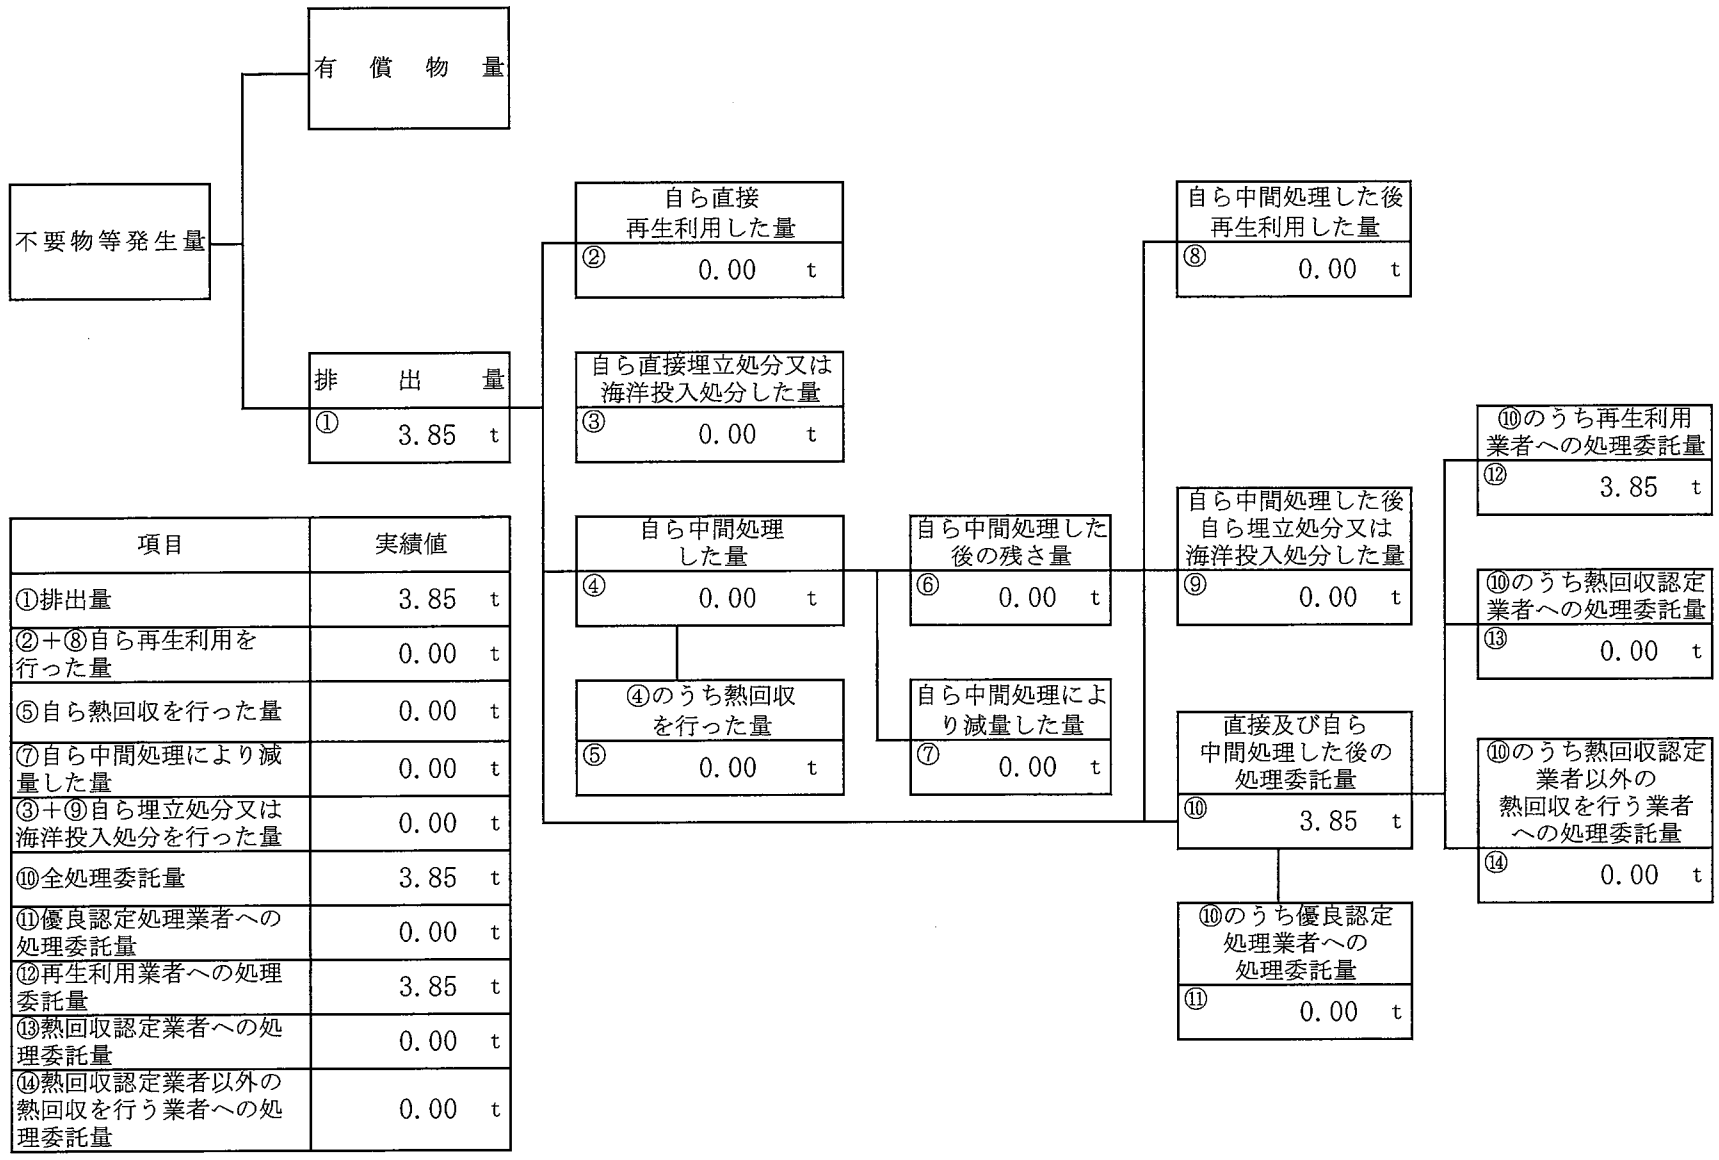 有償物量
不要物等発生量
排出量
①
3.85 t
自ら直接
再生利用した量
②
0.00 t
自ら直接埋立処分又は
海洋投入処分した量
③
0.00 t
自ら中間処理
した量
④
0.00 t
④のうち熱回収
を行った量
⑤
0.00 t
自ら中間処理した
後の残さ量
⑥
0.00 t
自ら中間処理によ
り減量した量
⑦
0.00 t
自ら中間処理した後
再生利用した量
⑧
0.00 t
自ら中間処理した後
自ら埋立処分又は
海洋投入処分した量
⑨
0.00 t
直接及び自ら
中間処理した後の
処理委託量
⑩
3.85 t
⑩のうち優良認定
処理業者への
処理委託量
⑪
0.00 t
⑩のうち再生利用
業者への処理委託量
⑫
3.85 t
⑩のうち熱回収認定
業者への処理委託量
⑬
0.00 t
⑩のうち熱回収認定
業者以外の
熱回収を行う業者
への処理委託量
⑭
0.00 t
項目 実績値
①排出量 3.85 t
②+⑧自ら再生利用を
行った量
0.00 t
⑤自ら熱回収を行った量 0.00 t
⑦自ら中間処理により減
量した量
0.00 t
③+⑨自ら埋立処分又は
海洋投入処分を行った量
0.00 t
⑩全処理委託量 3.85 t
⑪優良認定処理業者への
処理委託量
0.00 t
⑫再生利用業者への処理
委託量
3.85 t
⑬熱回収認定業者への処
理委託量
0.00 t
⑭熱回収認定業者以外の
熱回収を行う業者への処
理委託量
0.00 t